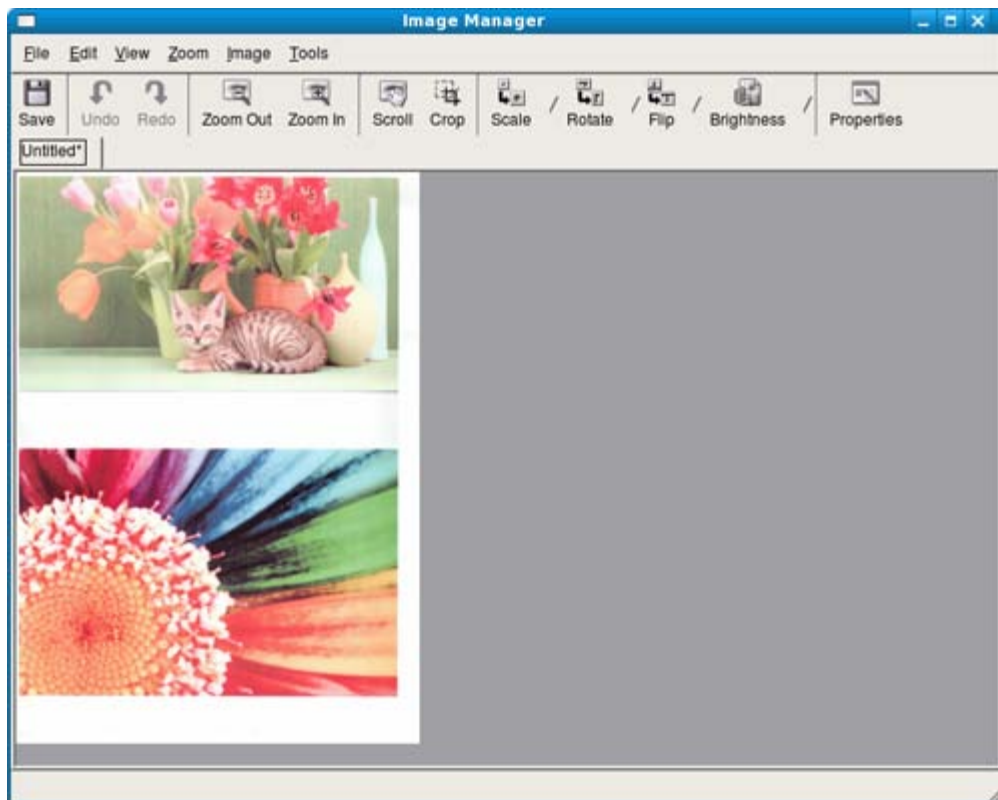 Image Manager
File Edit View Zoom Image Tools
Save Undo Redo Zoom Out Zoom In Scroll Crop Scale / Rotate / Flip / Brightness / Properties
Untitled*